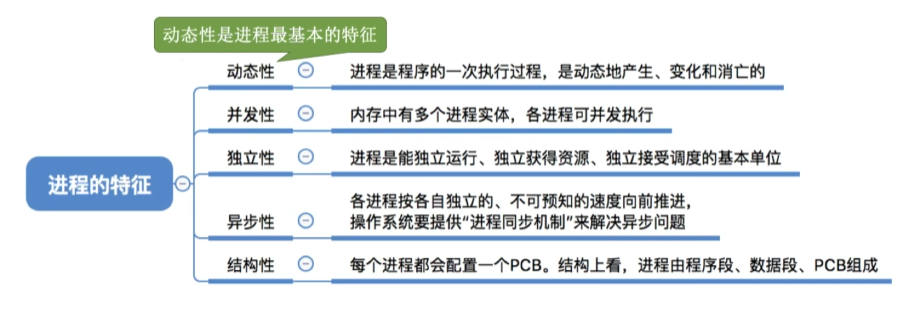 动态性是进程最基本的特征
动态性
进程是程序的一次执行过程，是动态地产生、变化和消亡的
并发性
内存中有多个进程实体，各进程可并发执行
独立性
进程是能独立运行、独立获得资源、独立接受调度的基本单位
进程的特征
异步性
各进程按各自独立的、不可预知的速度向前推进，
操作系统要提供“进程同步机制”来解决异步问题
结构性
每个进程都会配置一个PCB。结构上看，进程由程序段、数据段、PCB组成